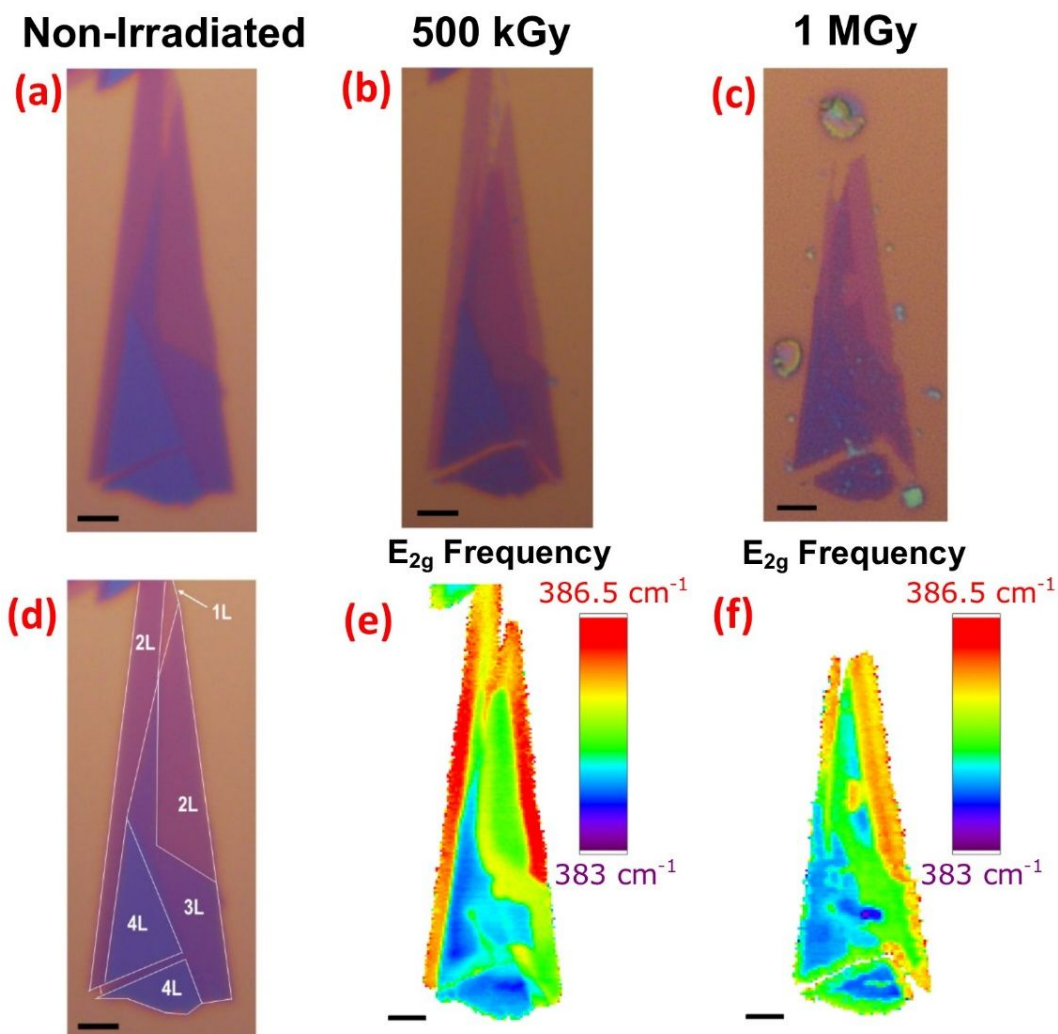 Non-Irradiated
500 kGy
1 MGy
(a)
(b)
(c)
E2g Frequency
E2g Frequency
(d)
1L
2L
2L
3L
4L
4L
(e)
386.5 cm-1
383 cm-1
(f)
386.5 cm-1
383 cm-1